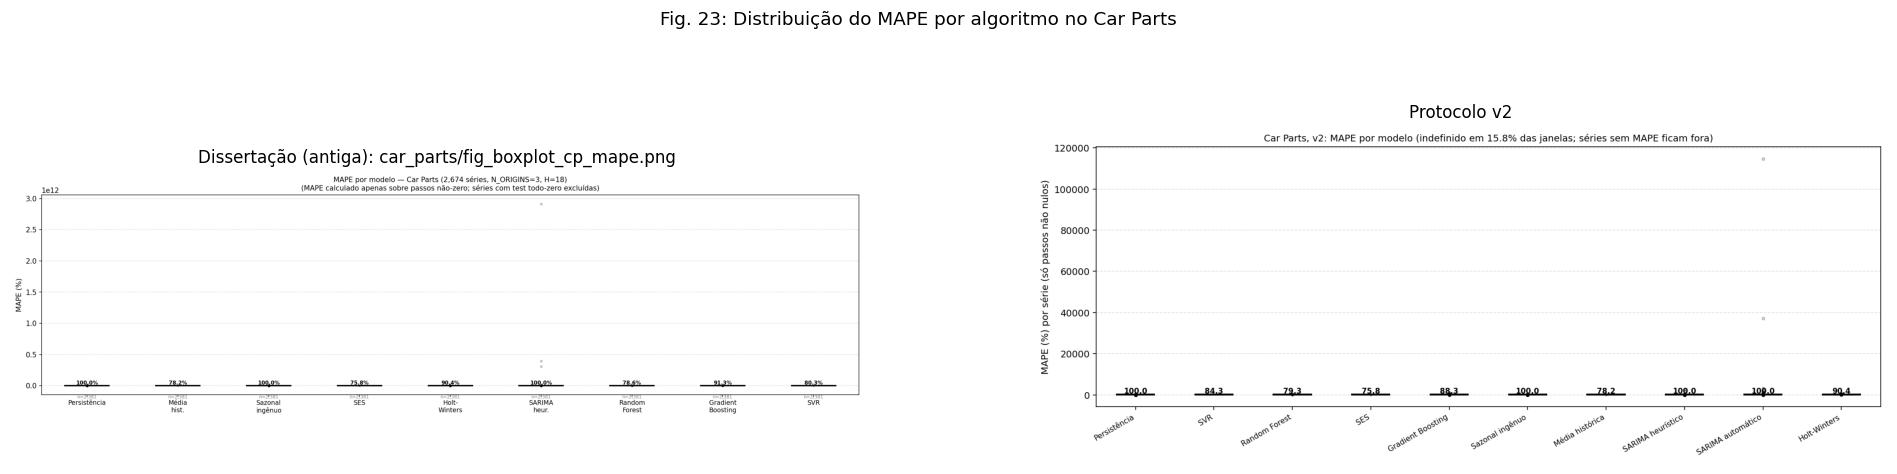 Fig. 23: Distribuição do MAPE por algoritmo no Car Parts
Dissertação (antiga): car_parts/fig_boxplot_cp_mape.png
MAPE por modelo — Car Parts (2,674 séries, N_ORIGINS=3, H=18)
(MAPE calculado apenas sobre passos não-zero; séries com test todo-zero excluídas)
1e12
3.0
2.5
2.0
1.5
1.0
0.5
0.0
MAPE (%)
100.0% 78.2% 100.0% 75.8% 90.4% 100.0% 78.6% 91.3% 80.3%
Persistência Média hist. Sazonal ingênuo SES Holt-Winters SARIMA heur. Random Forest Gradient Boosting SVR
Protocolo v2
Car Parts, v2: MAPE por modelo (indefinido em 15.8% das janelas; séries sem MAPE ficam fora)
120000
100000
80000
60000
40000
20000
0
MAPE (%) por série (só passos não nulos)
100.0 84.3 79.3 75.8 88.3 100.0 78.2 100.0 100.0 90.4
Persistência SVR Random Forest SES Gradient Boosting Sazonal ingênuo Média histórica SARIMA heurístico SARIMA automático Holt-Winters